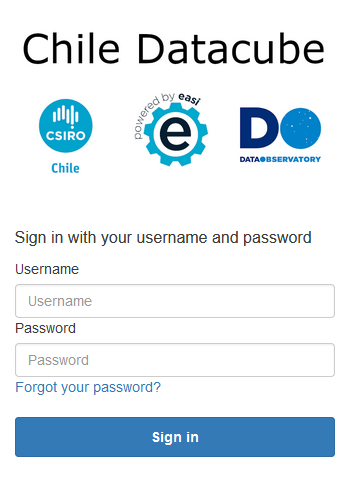 Chile Datacube
CSIRO
Chile
powered by easi
e
DO
DATA OBSERVATORY
Sign in with your username and password
Username
Username
Password
Password
Forgot your password?
Sign in